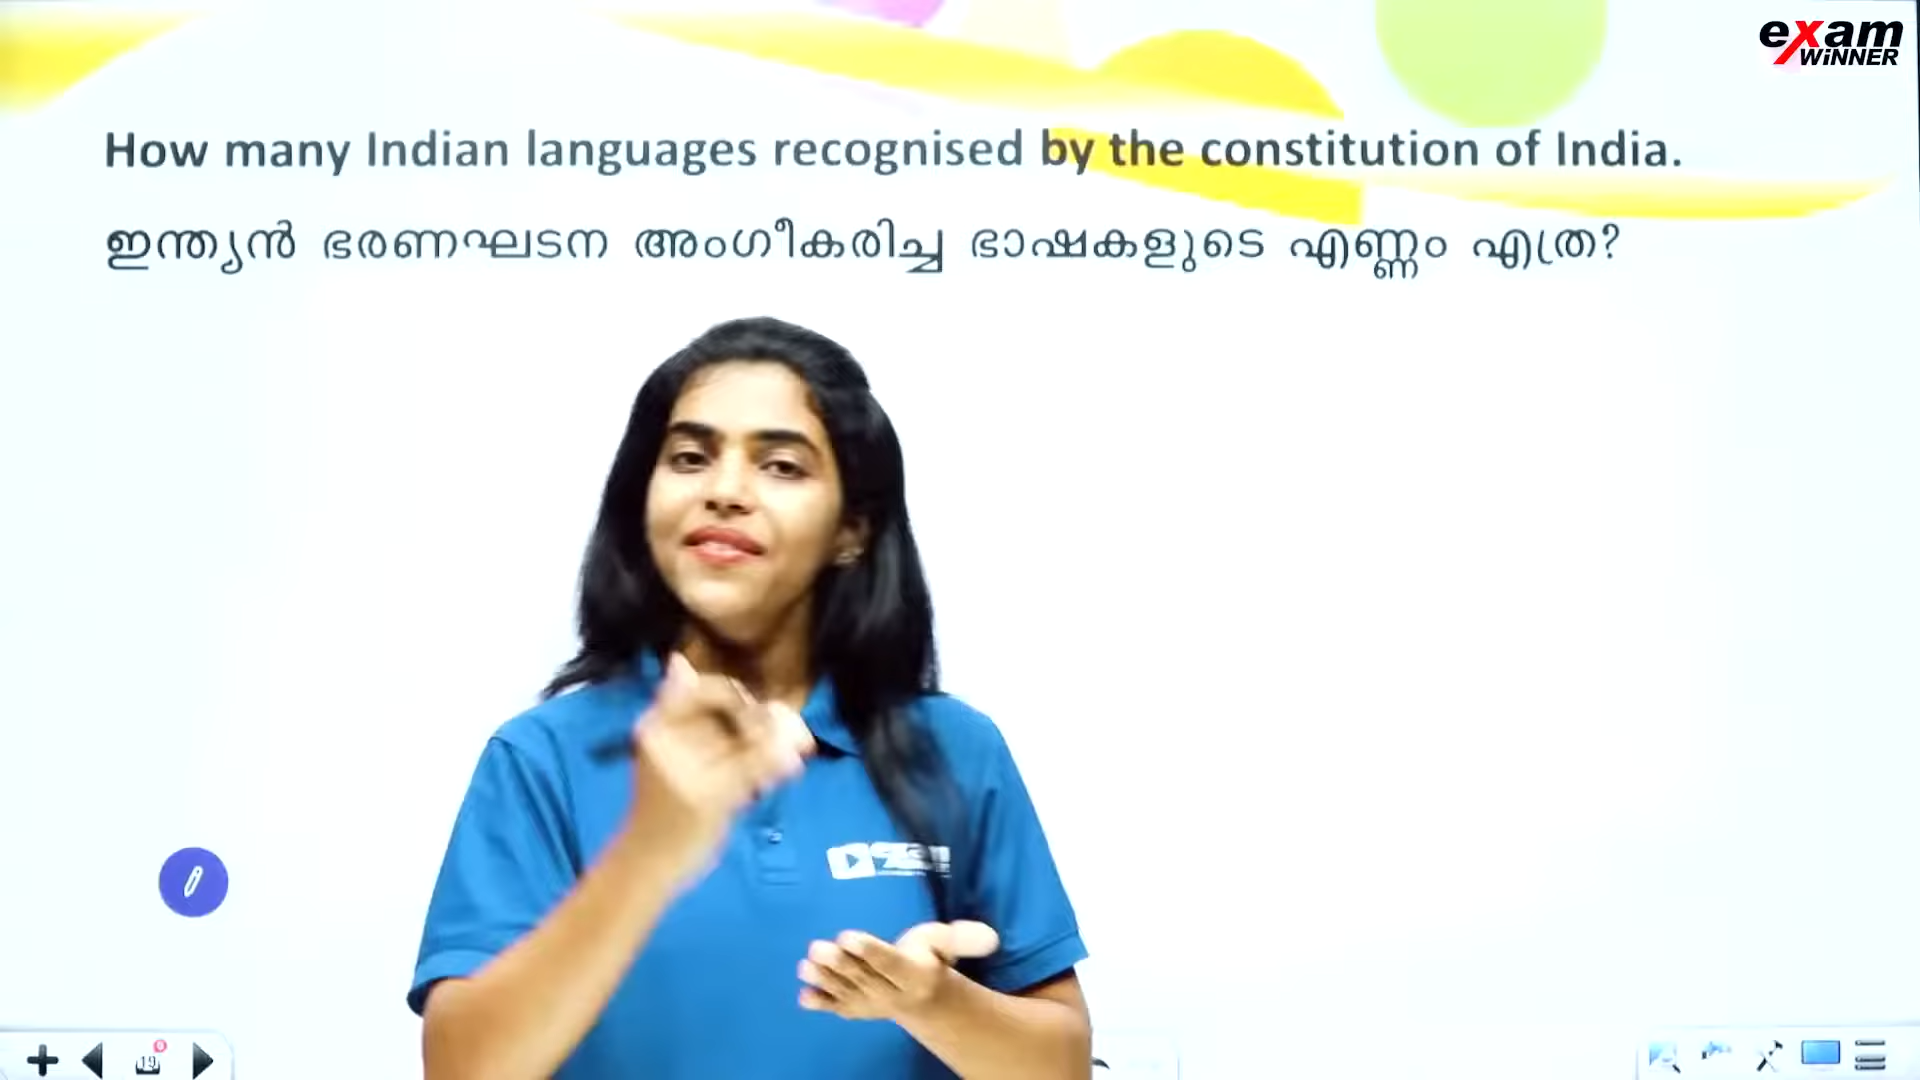 exam
WiNNER
How many Indian languages recognised by the constitution of India.
ഇന്ത്യൻ ഭരണഘടന അംഗീകരിച്ച ഭാഷകളുടെ എണ്ണം എത്ര?
19